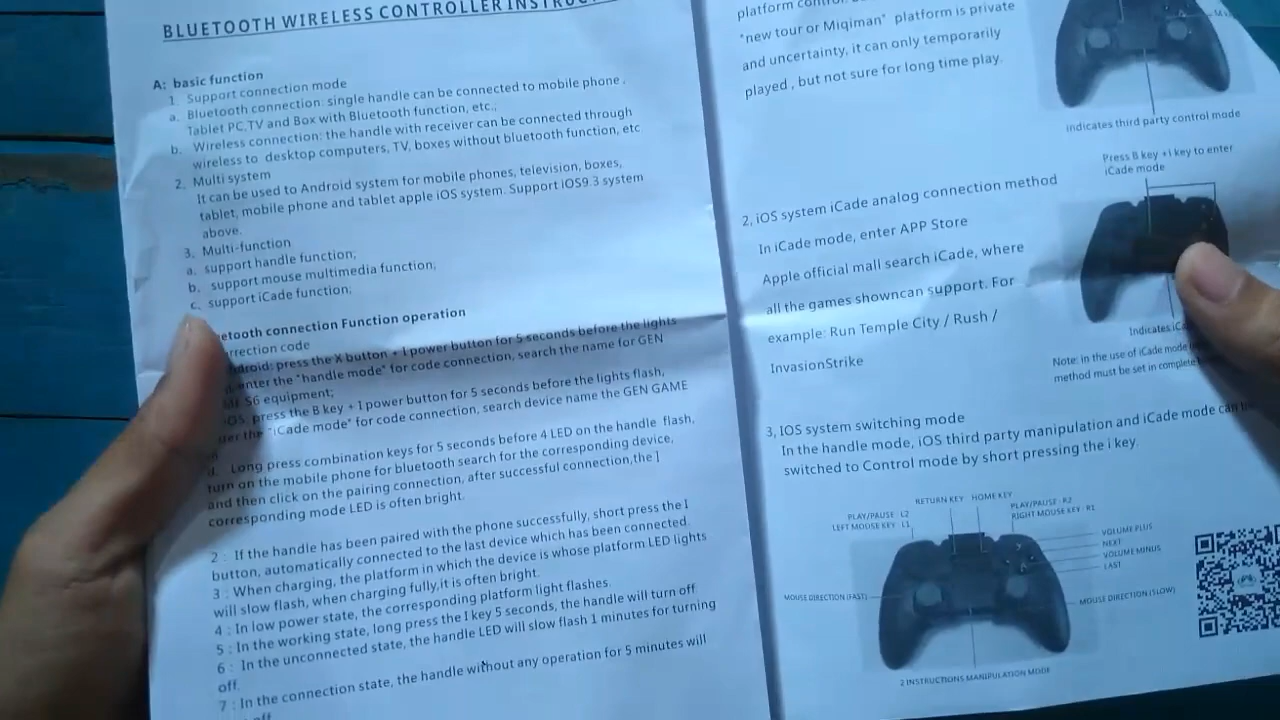 BLUETOOTH WIRELESS CONTROLLER
A: basic function
1. Support connection mode
a. Bluetooth connection: single handle can be connected to mobile phone .
Tablet PC,TV and Box with Bluetooth function, etc.;
b. Wireless connection: the handle with receiver can be connected through
wireless to desktop computers, TV, boxes without bluetooth function, etc
2. Multi system
It can be used to Android system for mobile phones, television, boxes,
tablet, mobile phone and tablet apple iOS system. Support iOS9.3 system
above.
3. Multi-function
a. support handle function;
b. support mouse multimedia function;
c. support iCade function;
connection Function operation
code
press the X button + I power button for 5 seconds before the lights
enter the "handle mode" for code connection, search the name for GEN
S6 equipment;
press the B key + I power button for 5 seconds before the lights flash,
the "iCade mode" for code connection, search device name the GEN GAME
Long press combination keys for 5 seconds before 4 LED on the handle flash,
turn on the mobile phone for bluetooth search for the corresponding device,
and then click on the pairing connection, after successful connection,the ]
corresponding mode LED is often bright.
2 : If the handle has been paired with the phone successfully, short press the I
button, automatically connected to the last device which has been connected.
3 : When charging, the platform in which the device is whose platform LED lights
will slow flash, when charging fully,it is often bright.
4 : In low power state, the corresponding platform light flashes.
5 : In the working state, long press the I key 5 seconds, the handle will turn off
6 : In the unconnected state, the handle LED will slow flash 1 minutes for turning
off.
7 : In the connection state, the handle without any operation for 5 minutes will
off
platform
"new tour or Miqiman" platform is private
and uncertainty, it can only temporarily
played , but not sure for long time play.
indicates third party control mode
Press B key +I key to enter
iCade mode
2, iOS system iCade analog connection method
In iCade mode, enter APP Store
Apple official mall search iCade, where
all the games showncan support. For
example: Run Temple City / Rush /
InvasionStrike
Indicates
Note: in the use of iCade mode
method must be set in
3, IOS system switching mode
In the handle mode, iOS third party manipulation and iCade mode can
switched to Control mode by short pressing the i key.
RETURN KEY HOME KEY
PLAY/PAUSE - L2
LEFT MOUSE KEY - L1
PLAY/PAUSE - R2
RIGHT MOUSE KEY - R1
VOLUME PLUS
NEXT
VOLUME MINUS
LAST
MOUSE DIRECTION (FAST)
MOUSE DIRECTION (SLOW)
2 INSTRUCTIONS MANIPULATION MODE